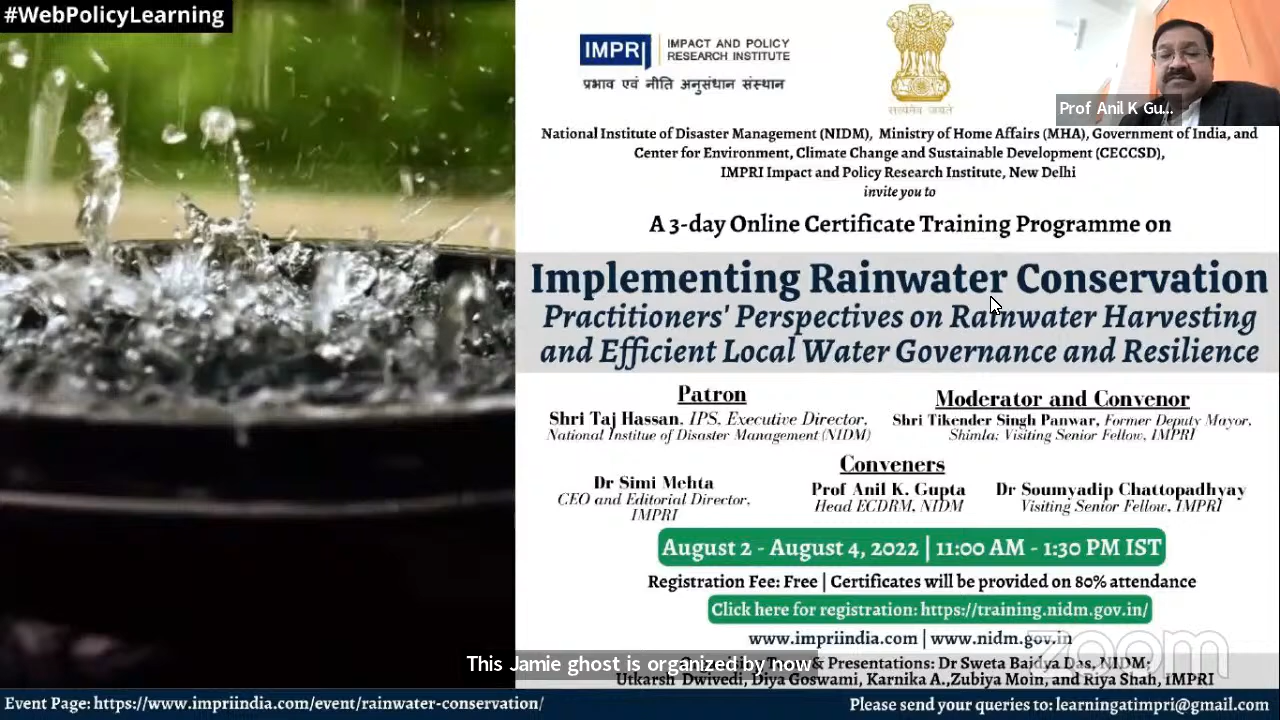 #WebPolicyLearning
IMPRI
IMPACT AND POLICY
RESEARCH INSTITUTE
प्रभाव एवं नीति अनुसंधान संस्थान
सत्यमेव जयते
Prof Anil K Gu...
National Institute of Disaster Management (NIDM), Ministry of Home Affairs (MHA), Government of India, and
Center for Environment, Climate Change and Sustainable Development (CECCSD),
IMPRI Impact and Policy Research Institute, New Delhi
invite you to
A 3-day Online Certificate Training Programme on
Implementing Rainwater Conservation
Practitioners' Perspectives on Rainwater Harvesting
and Efficient Local Water Governance and Resilience
Patron
Shri Taj Hassan, IPS, Executive Director,
National Institue of Disaster Management (NIDM)
Moderator and Convenor
Shri Tikender Singh Panwar, Former Deputy Mayor,
Shimla; Visiting Senior Fellow, IMPRI
Conveners
Dr Simi Mehta
CEO and Editorial Director,
IMPRI
Prof Anil K. Gupta
Head ECDRM, NIDM
Dr Soumyadip Chattopadhyay
Visiting Senior Fellow, IMPRI
August 2 - August 4, 2022 | 11:00 AM - 1:30 PM IST
Registration Fee: Free | Certificates will be provided on 80% attendance
Click here for registration: https://training.nidm.gov.in/
www.impriindia.com | www.nidm.gov.in
zoom
This Jamie ghost is organized by now
& Presentations: Dr Sweta Baidya Das, NIDM;
Utkarsh Dwivedi, Diya Goswami, Karnika A.,Zubiya Moin, and Riya Shah, IMPRI
Event Page: https://www.impriindia.com/event/rainwater-conservation/
Please send your queries to: learningatimpri@gmail.com